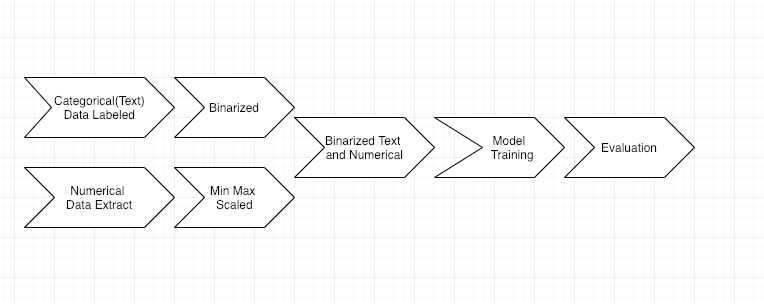 Categorical(Text)
Data Labeled
Binarized
Numerical
Data Extract
Min Max
Scaled
Binarized Text
and Numerical
Model
Training
Evaluation